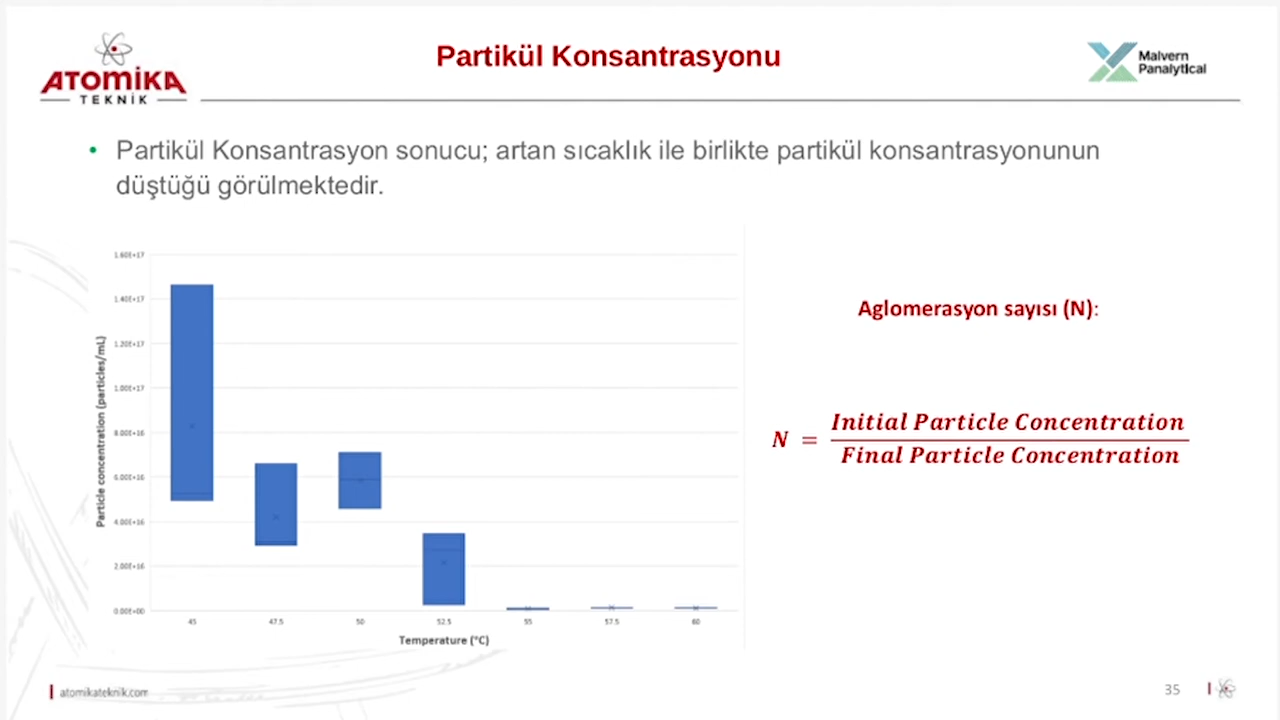 ATOMİKA
TEKNİK
Partikül Konsantrasyonu
Malvern
Panalytical
• Partikül Konsantrasyon sonucu; artan sıcaklık ile birlikte partikül konsantrasyonunun
düştüğü görülmektedir.
Particle concentration (particles/mL)
1.60E+17
1.40E+17
1.20E+17
1.00E+17
8.00E+16
6.00E+16
4.00E+16
2.00E+16
0.00E+00
45 47.5 50 52.5 55 57.5 60
Temperature (°C)
Aglomerasyon sayısı (N):
N = Initial Particle Concentration
Final Particle Concentration
atomikateknik.com
35